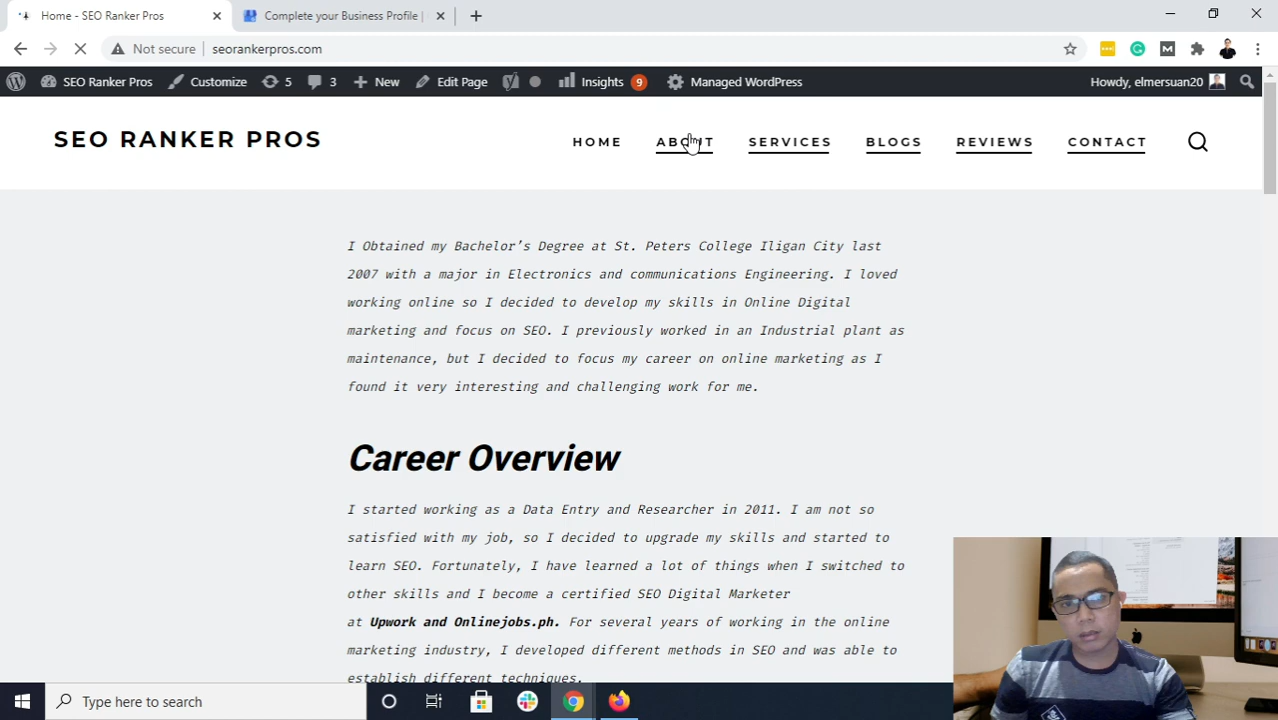 Home - SEO Ranker Pros
Complete your Business Profile |
Not secure
seorankerpros.com
SEO Ranker Pros
Customize
5
3
New
Edit Page
Insights
9
Managed WordPress
Howdy, elmersuan20
SEO RANKER PROS
HOME
ABOUT
SERVICES
BLOGS
REVIEWS
CONTACT
I Obtained my Bachelor's Degree at St. Peters College Iligan City last
2007 with a major in Electronics and communications Engineering. I loved
working online so I decided to develop my skills in Online Digital
marketing and focus on SEO. I previously worked in an Industrial plant as
maintenance, but I decided to focus my career on online marketing as I
found it very interesting and challenging work for me.
Career Overview
I started working as a Data Entry and Researcher in 2011. I am not so
satisfied with my job, so I decided to upgrade my skills and started to
learn SEO. Fortunately, I have learned a lot of things when I switched to
other skills and I become a certified SEO Digital Marketer
at Upwork and Onlinejobs.ph. For several years of working in the online
marketing industry, I developed different methods in SEO and was able to
establish different techniques.
Type here to search